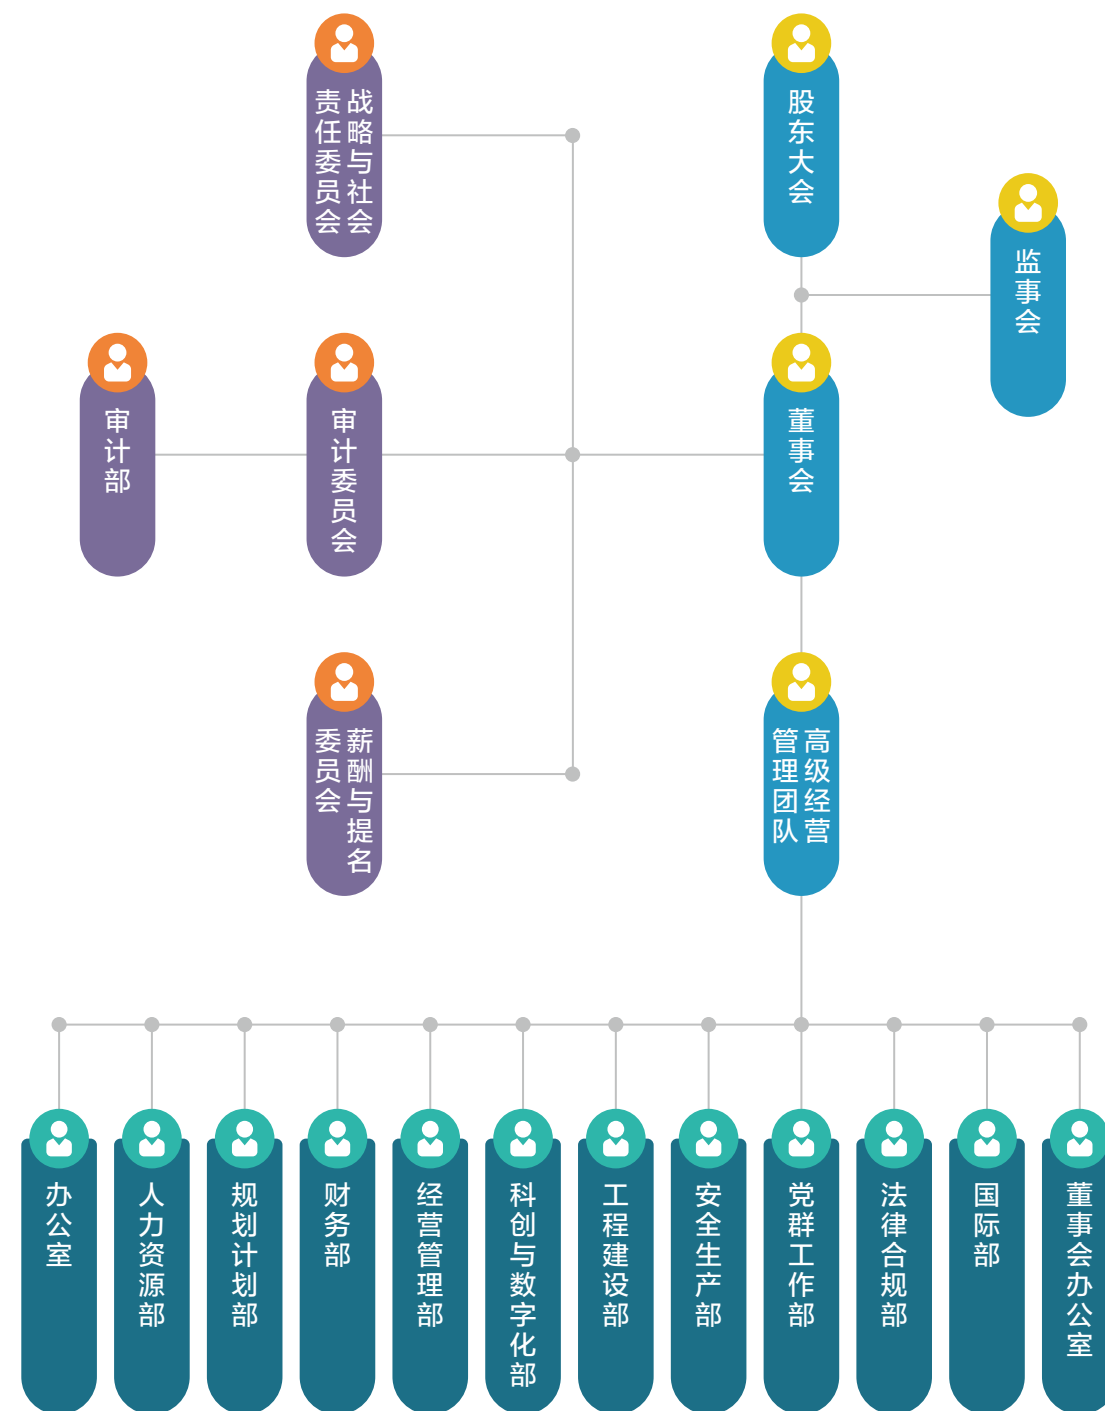 战略与社会
责任委员会
股东大会
监事会
审计部
审计委员会
董事会
薪酬与提名
委员会
高级经营
管理团队
办公室
人力资源部
规划计划部
财务部
经营管理部
科创与数字化部
工程建设部
安全生产部
党群工作部
法律合规部
国际部
董事会办公室